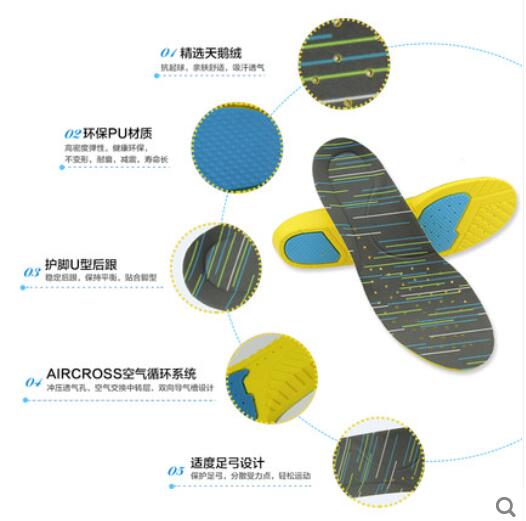 01 精选天鹅绒
抗起球，亲肤舒适，吸汗透气
02 环保PU材质
高密度弹性，健康环保，
不变形，耐磨，减震，寿命长
03 护脚U型后跟
稳定后跟，保持平衡，贴合脚型
04 AIRCROSS空气循环系统
冲压透气孔，空气交换中转层，双向导气槽设计
05 适度足弓设计
保护足弓，分散受力点，轻松运动